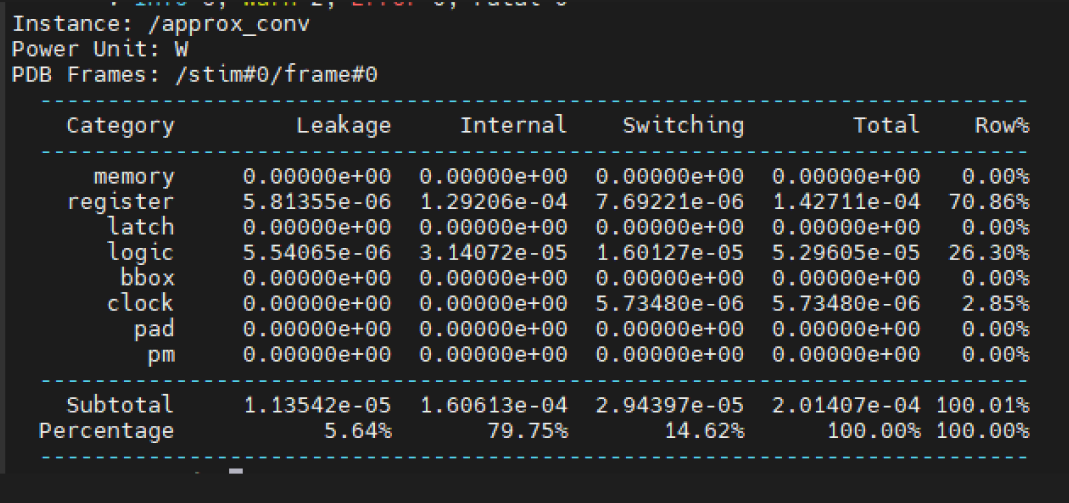 Instance: /approx_conv
Power Unit: W
PDB Frames: /stim#0/frame#0
-------------------------------------------------------------------------
Category Leakage Internal Switching Total Row%
-------------------------------------------------------------------------
memory 0.00000e+00 0.00000e+00 0.00000e+00 0.00000e+00 0.00%
register 5.81355e-06 1.29206e-04 7.69221e-06 1.42711e-04 70.86%
latch 0.00000e+00 0.00000e+00 0.00000e+00 0.00000e+00 0.00%
logic 5.54065e-06 3.14072e-05 1.60127e-05 5.29605e-05 26.30%
bbox 0.00000e+00 0.00000e+00 0.00000e+00 0.00000e+00 0.00%
clock 0.00000e+00 0.00000e+00 5.73480e-06 5.73480e-06 2.85%
pad 0.00000e+00 0.00000e+00 0.00000e+00 0.00000e+00 0.00%
pm 0.00000e+00 0.00000e+00 0.00000e+00 0.00000e+00 0.00%
-------------------------------------------------------------------------
Subtotal 1.13542e-05 1.60613e-04 2.94397e-05 2.01407e-04 100.01%
Percentage 5.64% 79.75% 14.62% 100.00% 100.00%
-------------------------------------------------------------------------